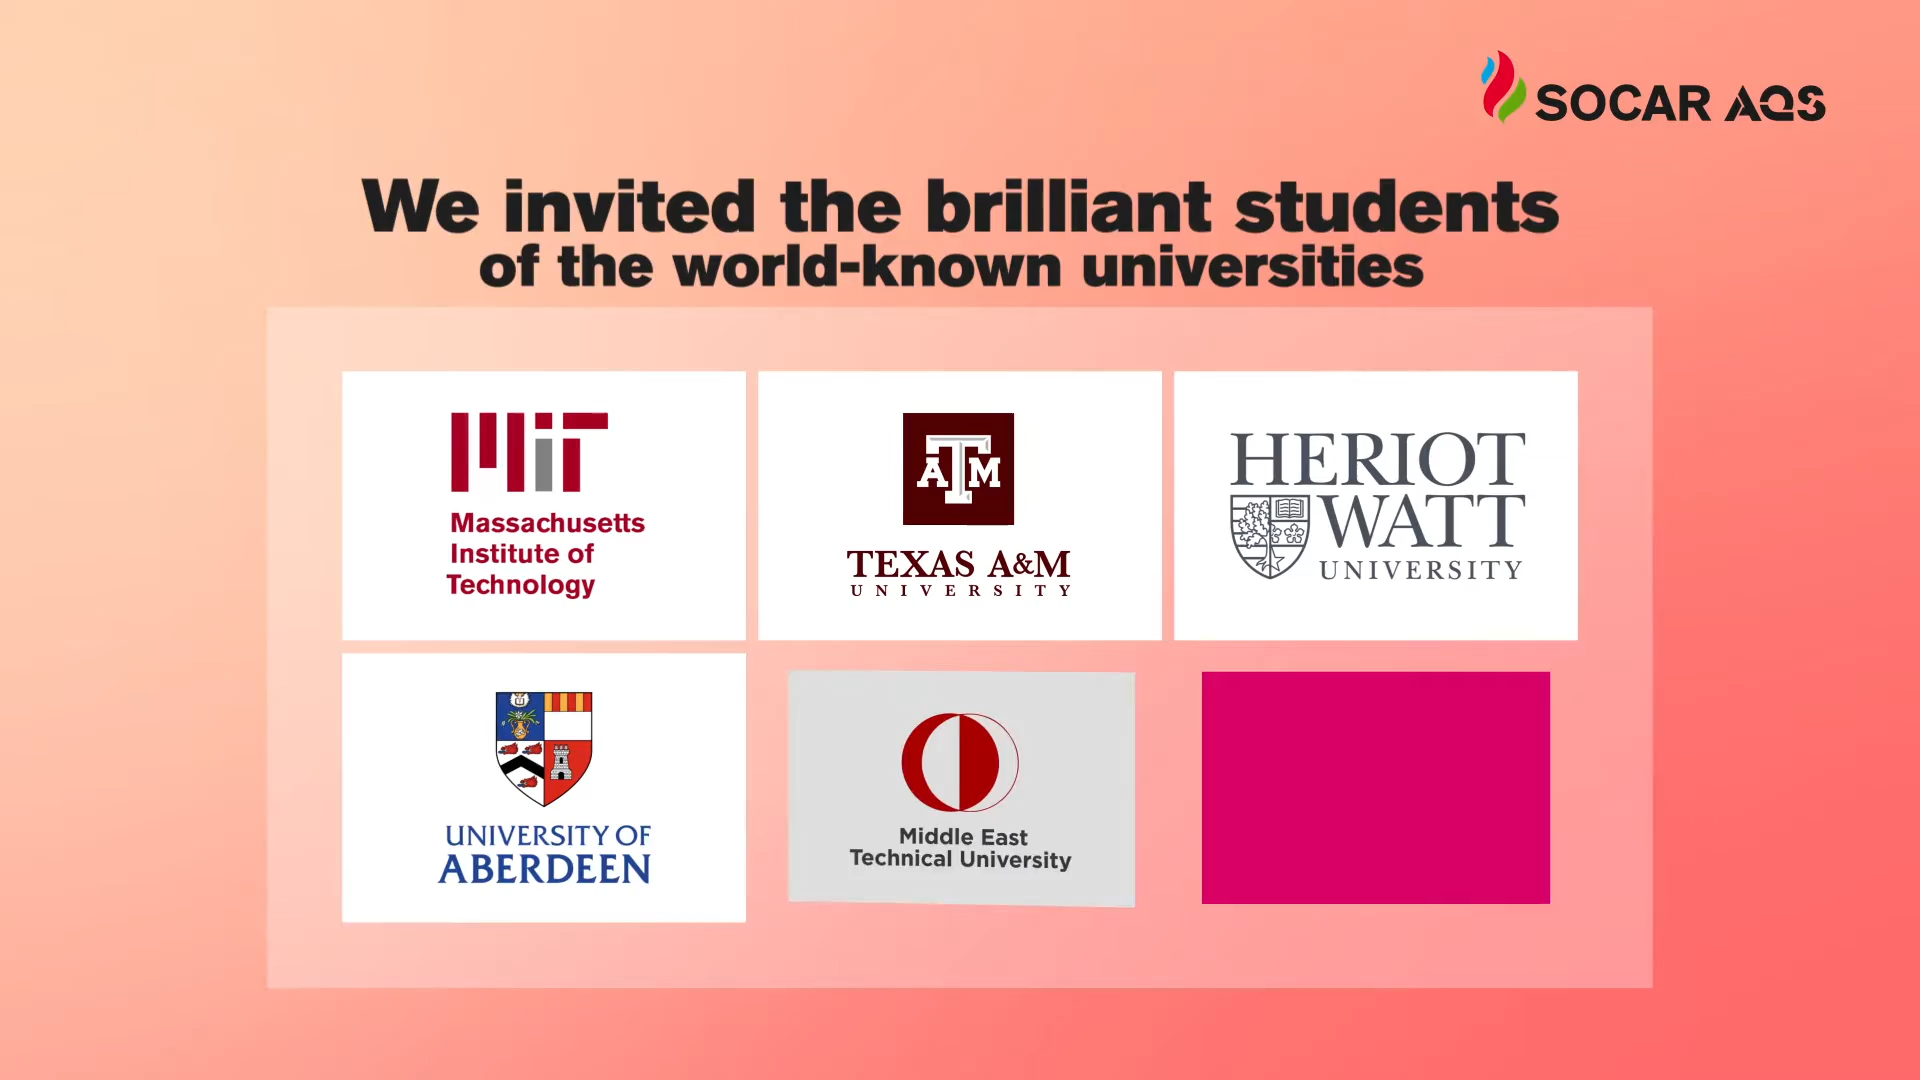 SOCAR AQS
We invited the brilliant students
of the world-known universities
MIT
Massachusetts
Institute of
Technology
ATM
TEXAS A&M
UNIVERSITY
HERIOT
WATT
UNIVERSITY
UNIVERSITY OF
ABERDEEN
Middle East
Technical University